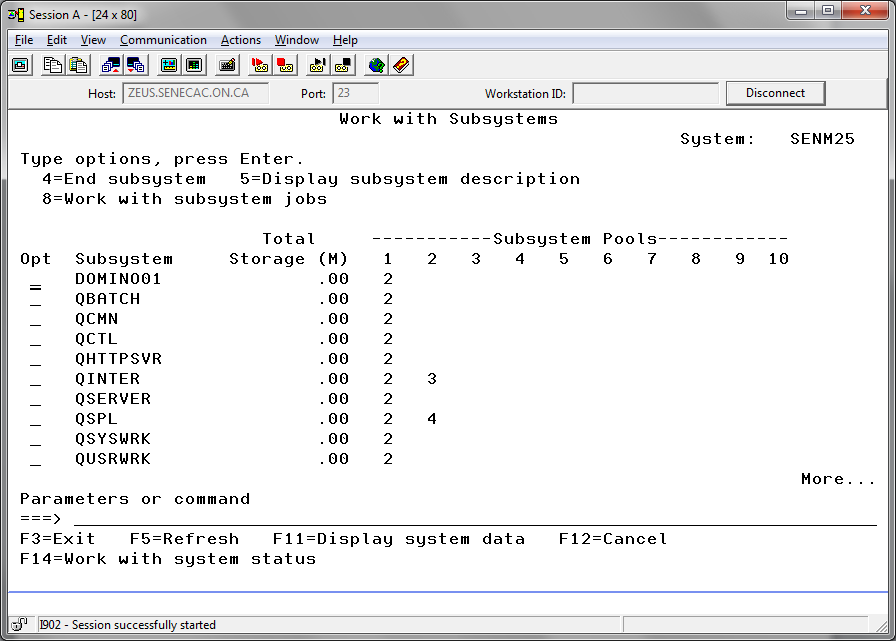 Session A - [24 x 80]
File Edit View Communication Actions Window Help
Host: ZEUS.SENECAC.ON.CA Port: 23 Workstation ID: Disconnect
Work with Subsystems
System: SENM25
Type options, press Enter.
4=End subsystem 5=Display subsystem description
8=Work with subsystem jobs
Total -----------Subsystem Pools------------
Opt Subsystem Storage (M) 1 2 3 4 5 6 7 8 9 10
_ DOMINO01 .00 2
_ QBATCH .00 2
_ QCMN .00 2
_ QCTL .00 2
_ QHTTPSVR .00 2
_ QINTER .00 2 3
_ QSERVER .00 2
_ QSPL .00 2 4
_ QSYSWRK .00 2
_ QUSRWRK .00 2
More...
Parameters or command
===>
F3=Exit F5=Refresh F11=Display system data F12=Cancel
F14=Work with system status
I902 - Session successfully started